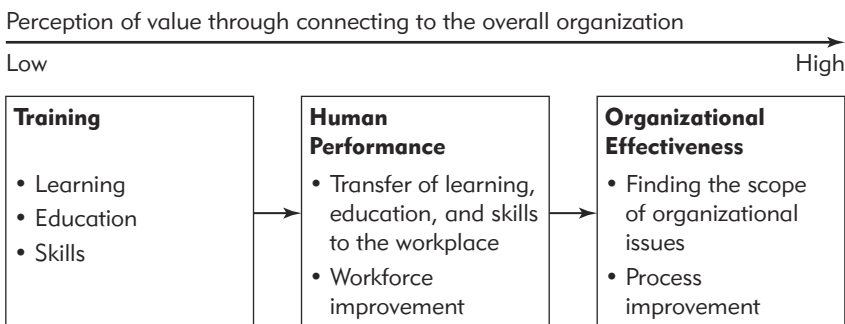 Perception of value through connecting to the overall organization
Low
High
Training
• Learning
• Education
• Skills
Human
Performance
• Transfer of learning,
education, and skills
to the workplace
• Workforce
improvement
Organizational
Effectiveness
• Finding the scope
of organizational
issues
• Process
improvement